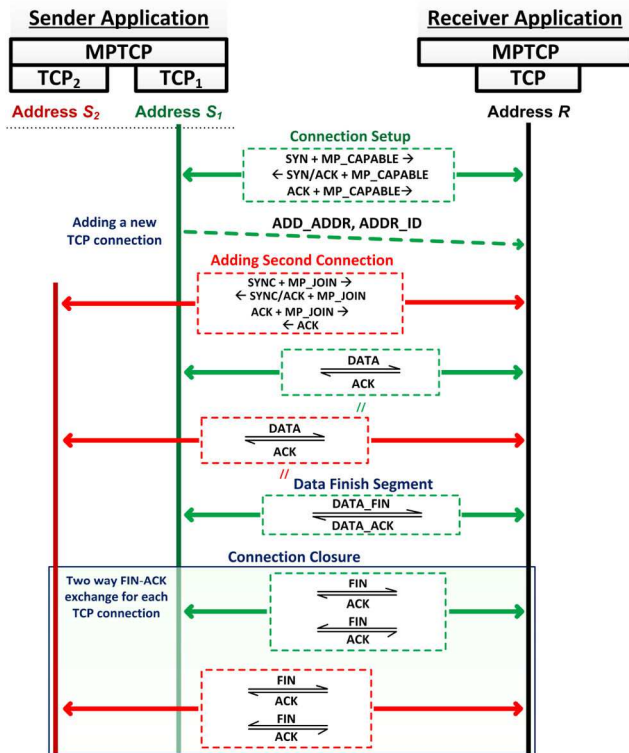 Sender Application
Receiver Application
MPTCP
MPTCP
TCP2
TCP1
TCP
Address S2
Address S1
Address R
Connection Setup
SYN + MP_CAPABLE →
← SYN/ACK + MP_CAPABLE
ACK + MP_CAPABLE→
Adding a new
TCP connection
ADD_ADDR, ADDR_ID
Adding Second Connection
SYNC + MP_JOIN →
← SYNC/ACK + MP_JOIN
ACK + MP_JOIN →
← ACK
DATA
ACK
//
DATA
ACK
//
Data Finish Segment
DATA_FIN
DATA_ACK
Connection Closure
Two way FIN-ACK
exchange for each
TCP connection
FIN
ACK
FIN
ACK
FIN
ACK
FIN
ACK